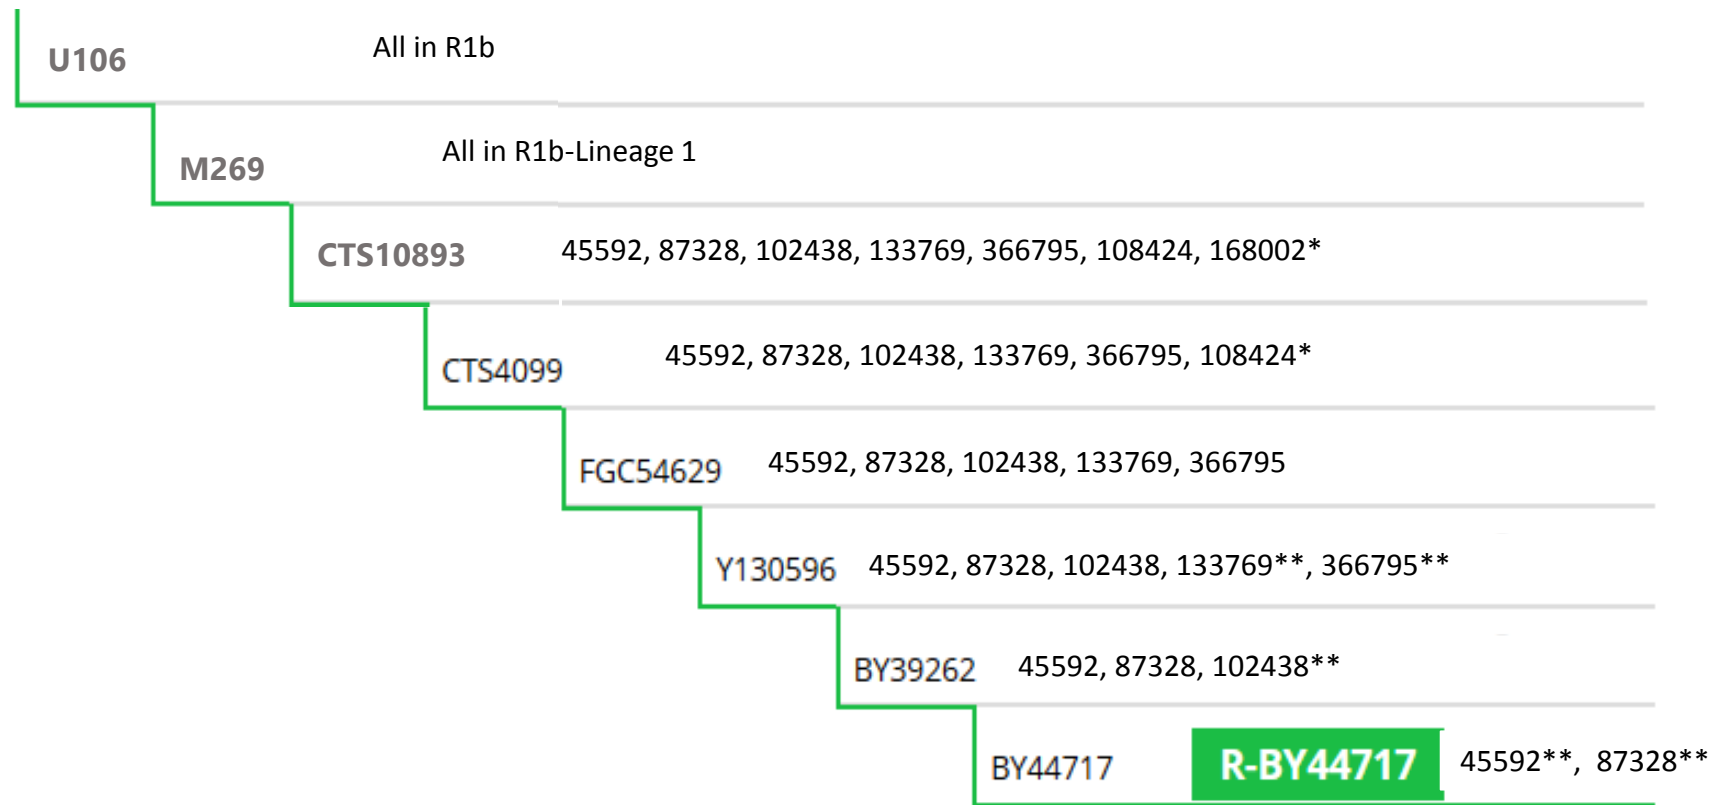 U106 All in R1b
M269 All in R1b-Lineage 1
CTS10893 45592, 87328, 102438, 133769, 366795, 108424, 168002*
CTS4099 45592, 87328, 102438, 133769, 366795, 108424*
FGC54629 45592, 87328, 102438, 133769, 366795
Y130596 45592, 87328, 102438, 133769**, 366795**
BY39262 45592, 87328, 102438**
BY44717 R-BY44717 45592**, 87328**